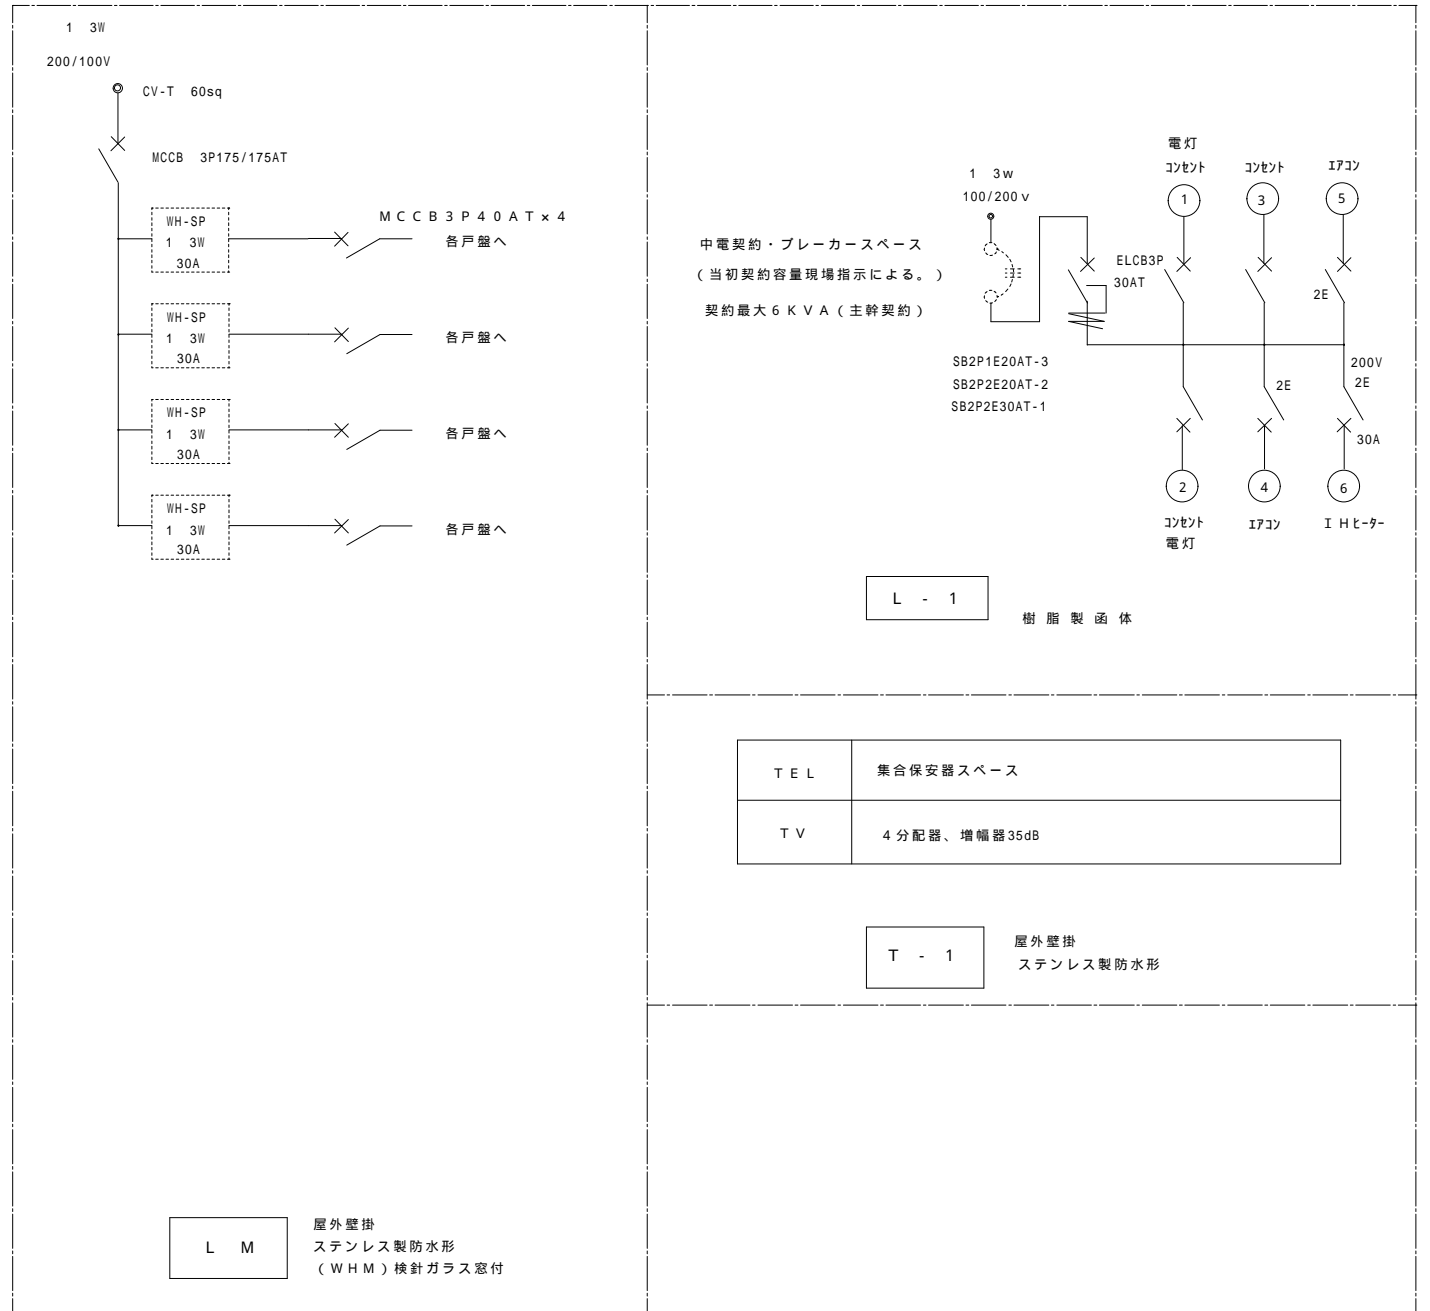 1 3W
200/100V
CV-T 60sq
MCCB 3P175/175AT
WH-SP
1 3W
30A
MCCB3P40AT×4
各戸盤へ
WH-SP
1 3W
30A
各戸盤へ
WH-SP
1 3W
30A
各戸盤へ
WH-SP
1 3W
30A
各戸盤へ
LM
屋外壁掛
ステンレス製防水形
(WHM)検針ガラス窓付
1 3w
100/200v
中電契約・ブレーカースペース
(当初契約容量現場指示による。)
契約最大6KVA(主幹契約)
ELCB3P
30AT
SB2P1E20AT-3
SB2P2E20AT-2
SB2P2E30AT-1
電灯
コンセント
1
コンセント
3
エアコン
5
2E
2E
200V
2E
30A
2
コンセント
電灯
4
エアコン
6
IHヒーター
L-1
樹脂製函体
TEL 集合保安器スペース
TV 4分配器、増幅器35dB
T-1
屋外壁掛
ステンレス製防水形